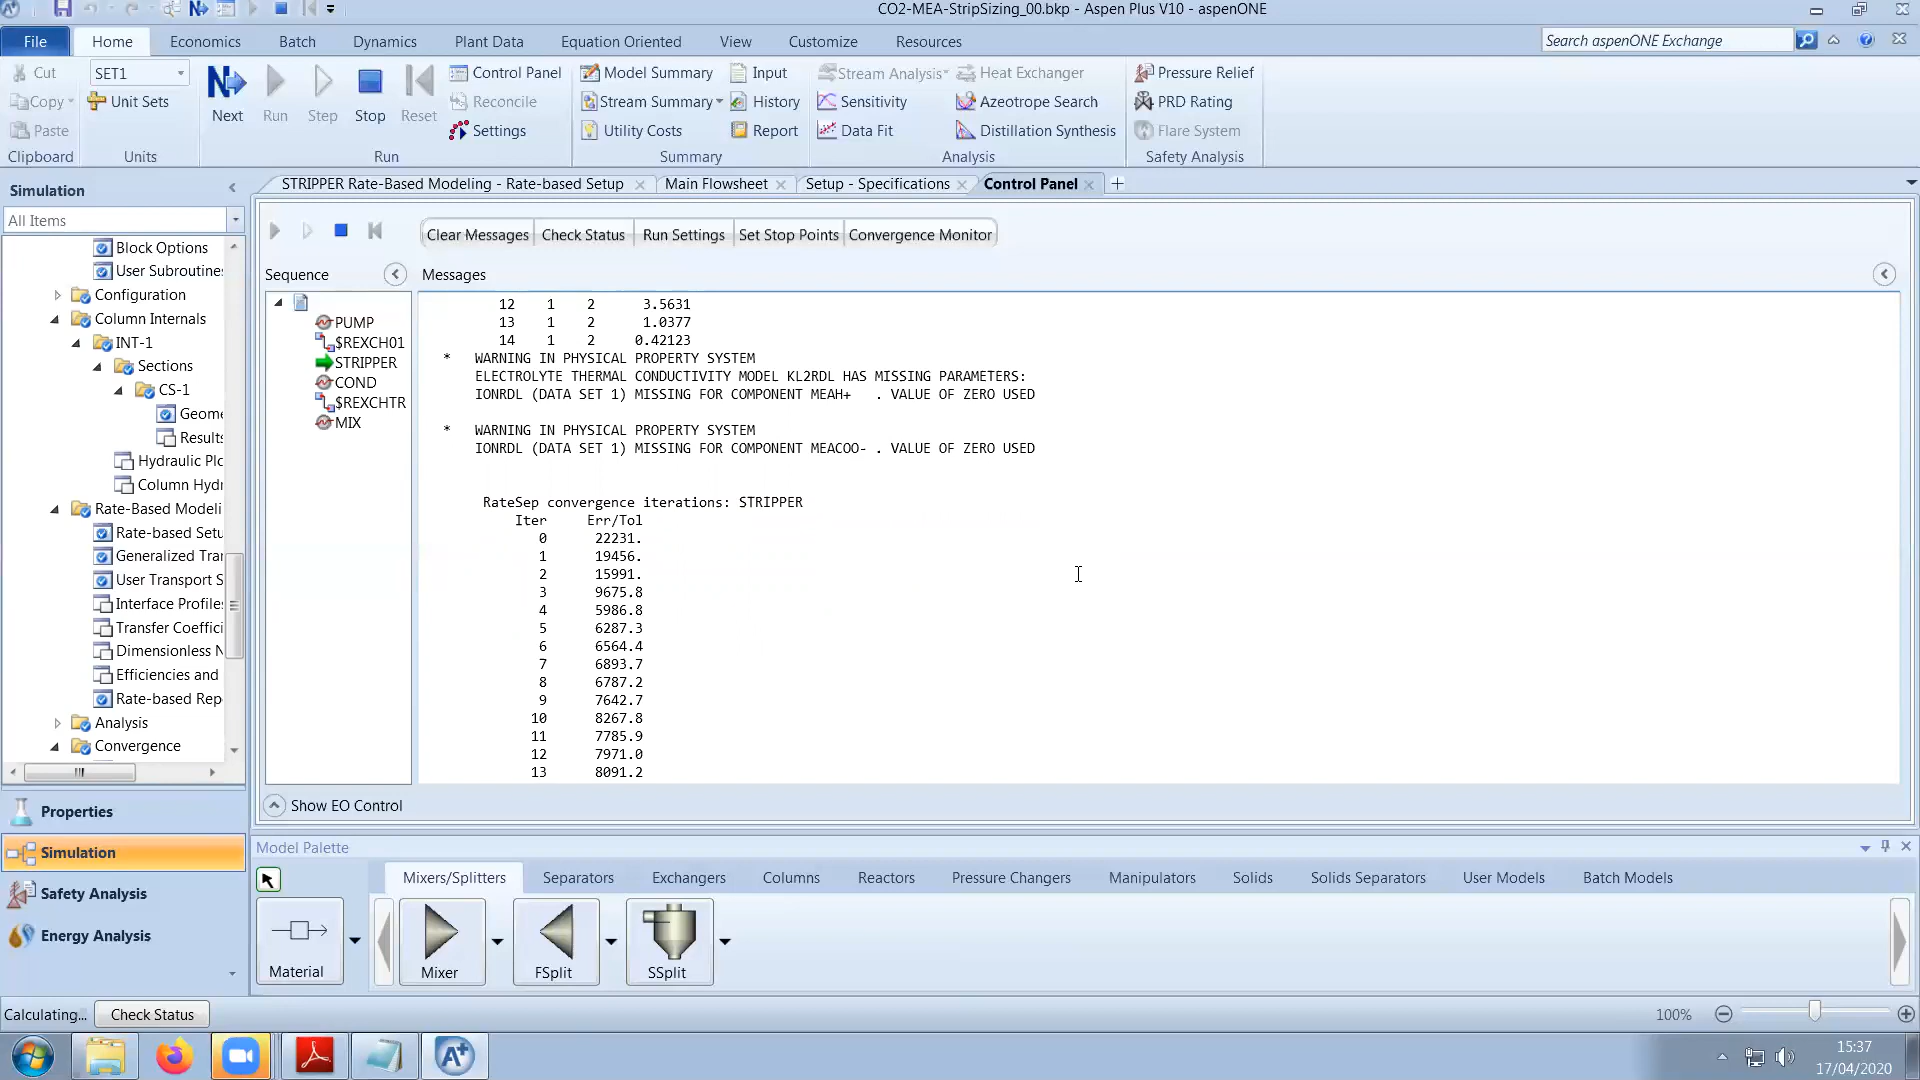 CO2-MEA-StripSizing_00.bkp - Aspen Plus V10 - aspenONE
File
Home
Economics
Batch
Dynamics
Plant Data
Equation Oriented
View
Customize
Resources
Search aspenONE Exchange
Cut
Copy
Paste
Clipboard
SET1
Unit Sets
Units
Next
Run
Step
Stop
Reset
Control Panel
Reconcile
Settings
Run
Model Summary
Stream Summary
Utility Costs
Input
History
Report
Summary
Stream Analysis
Sensitivity
Data Fit
Heat Exchanger
Azeotrope Search
Distillation Synthesis
Analysis
Pressure Relief
PRD Rating
Flare System
Safety Analysis
Simulation
All Items
Block Options
User Subroutine
Configuration
Column Internals
INT-1
Sections
CS-1
Geome
Results
Hydraulic Plo
Column Hydr
Rate-Based Modeli
Rate-based Setu
Generalized Tra
User Transport S
Interface Profile
Transfer Coeffici
Dimensionless N
Efficiencies and
Rate-based Rep
Analysis
Convergence
Properties
Simulation
Safety Analysis
Energy Analysis
STRIPPER Rate-Based Modeling - Rate-based Setup
Main Flowsheet
Setup - Specifications
Control Panel
Clear Messages
Check Status
Run Settings
Set Stop Points
Convergence Monitor
Sequence
Messages
PUMP
$REXCH01
STRIPPER
COND
$REXCHTR
MIX
12 1 2 3.5631
13 1 2 1.0377
14 1 2 0.42123
* WARNING IN PHYSICAL PROPERTY SYSTEM
ELECTROLYTE THERMAL CONDUCTIVITY MODEL KL2RDL HAS MISSING PARAMETERS:
IONRDL (DATA SET 1) MISSING FOR COMPONENT MEAH+ . VALUE OF ZERO USED
* WARNING IN PHYSICAL PROPERTY SYSTEM
IONRDL (DATA SET 1) MISSING FOR COMPONENT MEACOO- . VALUE OF ZERO USED
RateSep convergence iterations: STRIPPER
Iter Err/Tol
0 22231.
1 19456.
2 15991.
3 9675.8
4 5986.8
5 6287.3
6 6564.4
7 6893.7
8 6787.2
9 7642.7
10 8267.8
11 7785.9
12 7971.0
13 8091.2
Show EO Control
Model Palette
Mixers/Splitters
Separators
Exchangers
Columns
Reactors
Pressure Changers
Manipulators
Solids
Solids Separators
User Models
Batch Models
Material
Mixer
FSplit
SSplit
Calculating...
Check Status
100%
15:37
17/04/2020